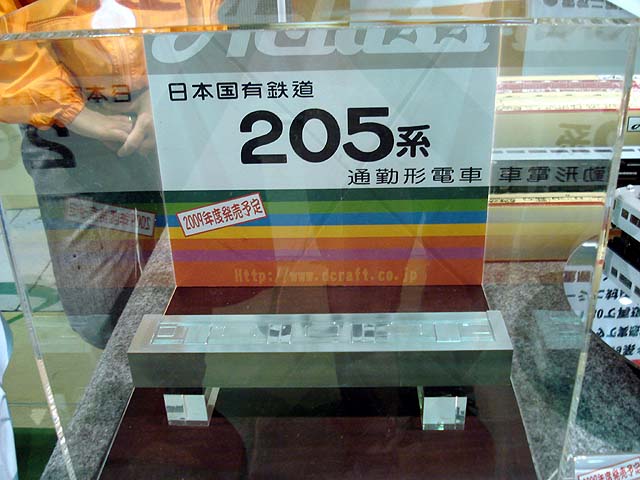 日本国有鉄道
205系
通勤形電車
2009年度発売予定
Http://www.dcraft.co.jp